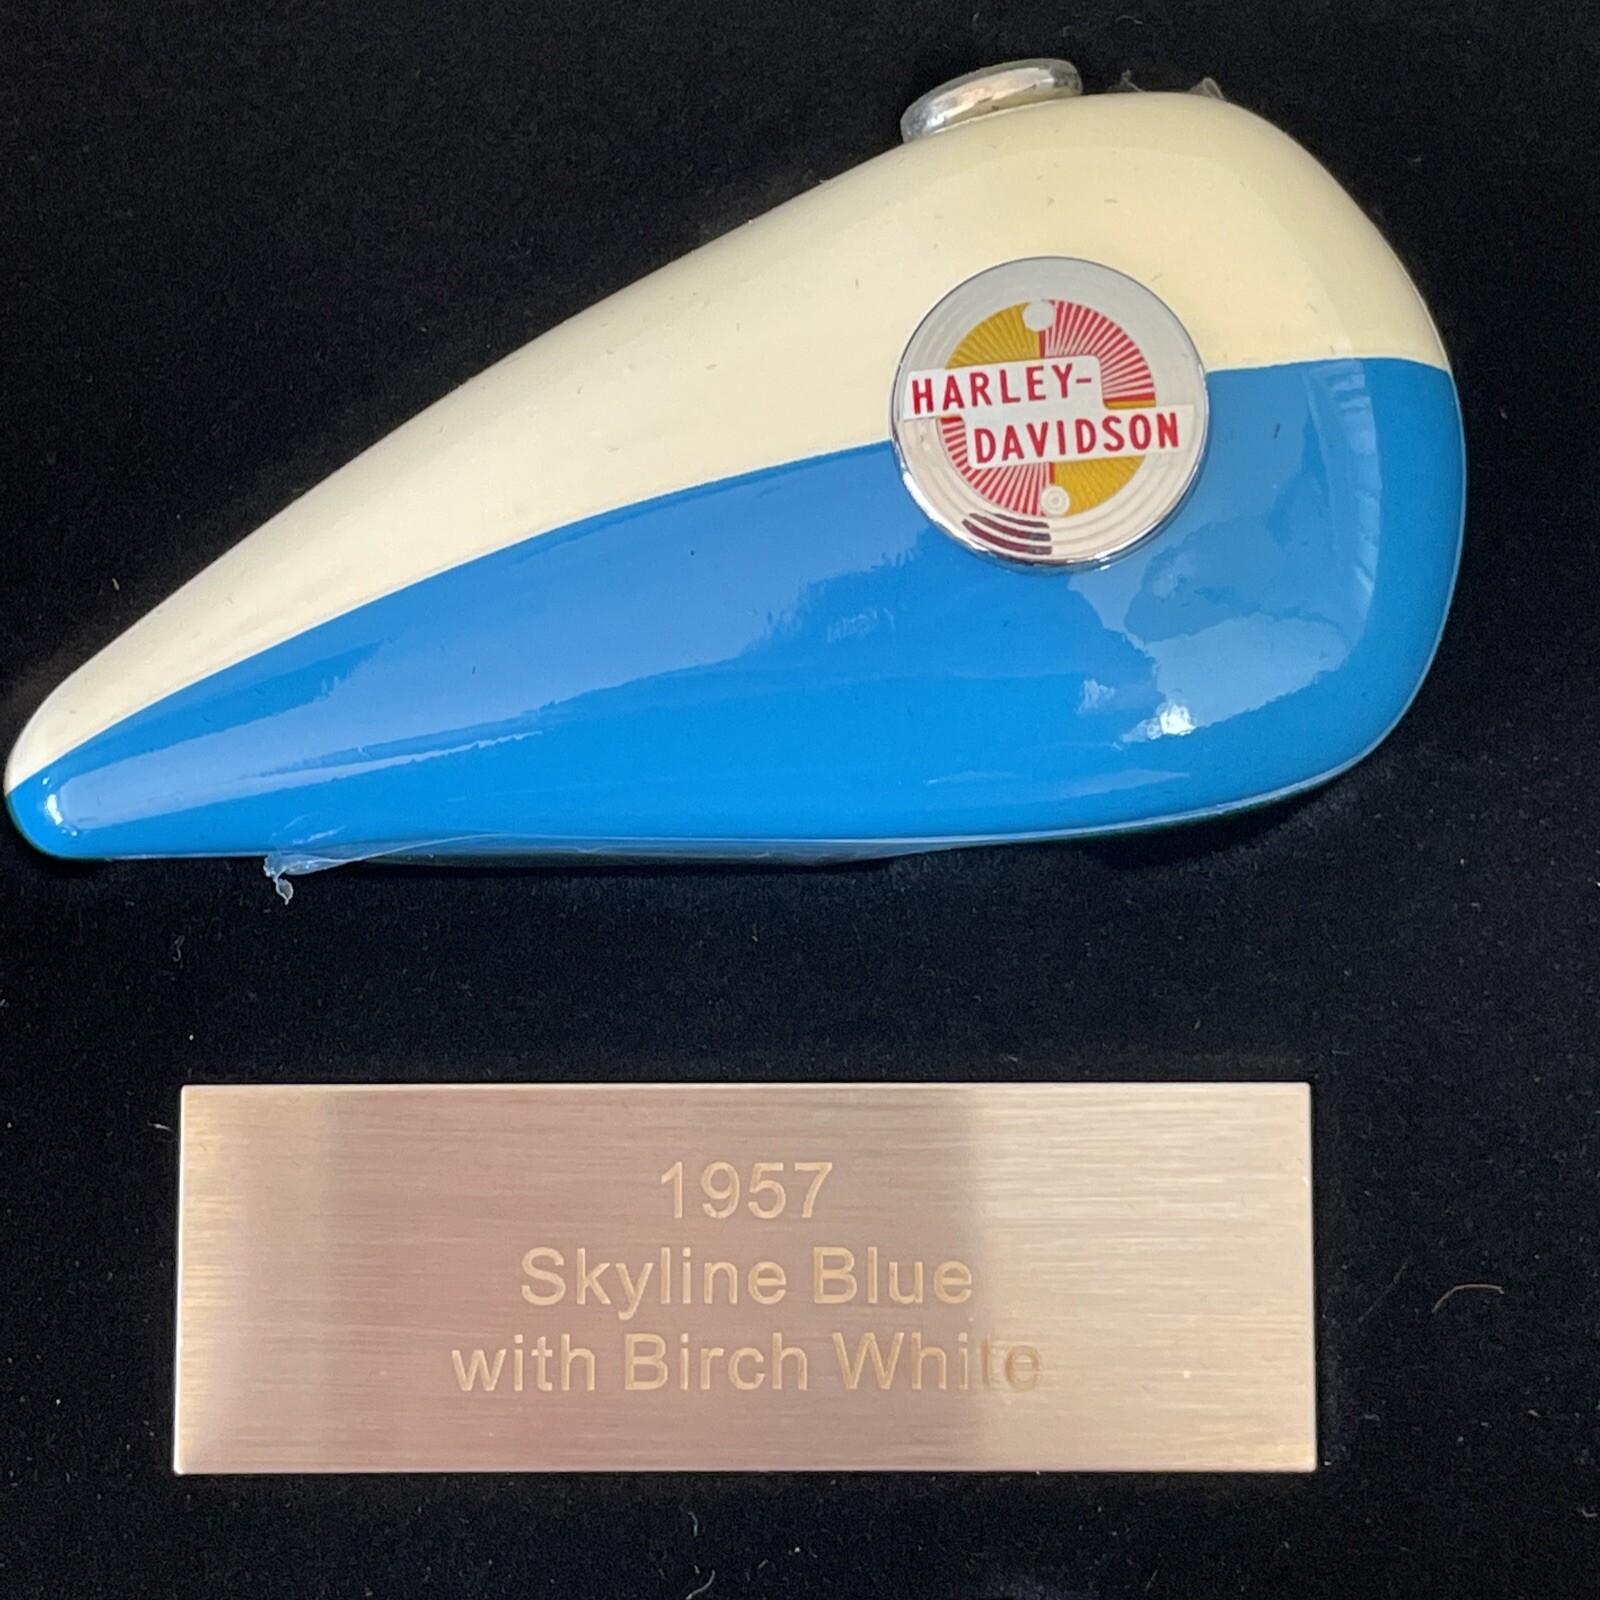 HARLEY-
DAVIDSON
1957
Skyline Blue
with Birch White